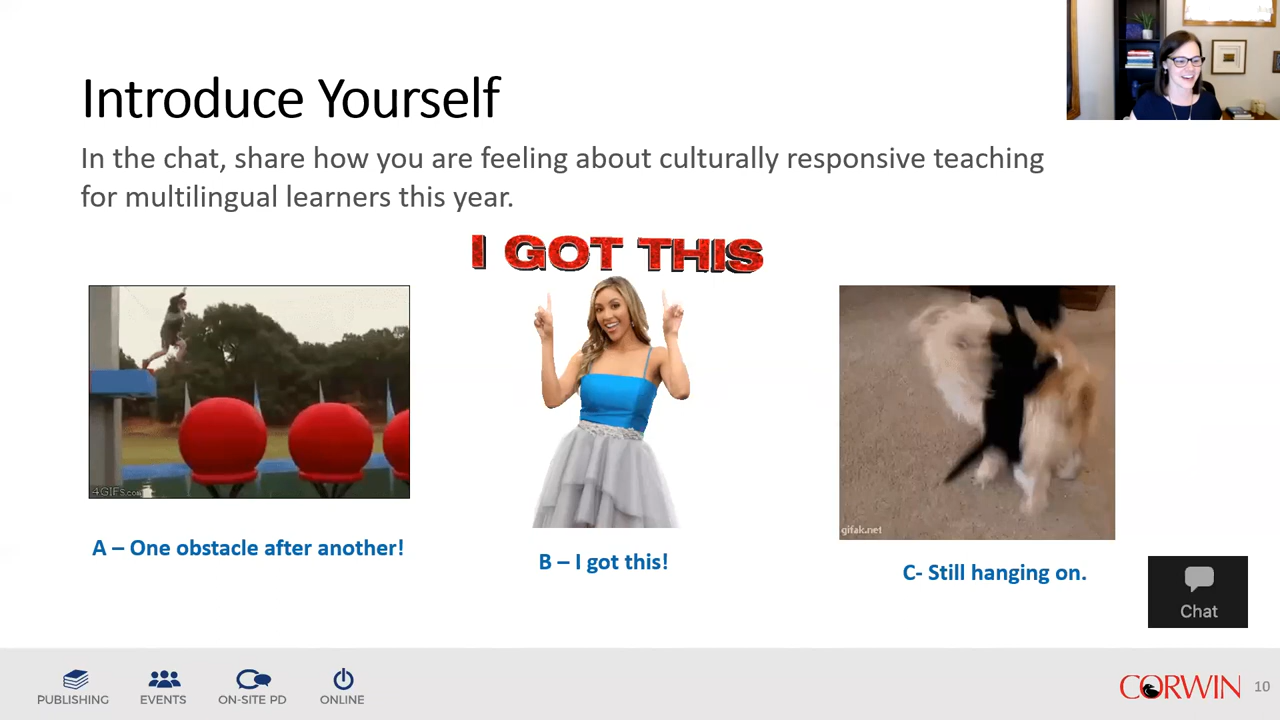 Introduce Yourself
In the chat, share how you are feeling about culturally responsive teaching
for multilingual learners this year.
I GOT THIS
4GIFs.com
gifak.net
A – One obstacle after another!
B – I got this!
C- Still hanging on.
Chat
PUBLISHING
EVENTS
ON-SITE PD
ONLINE
CORWIN
10